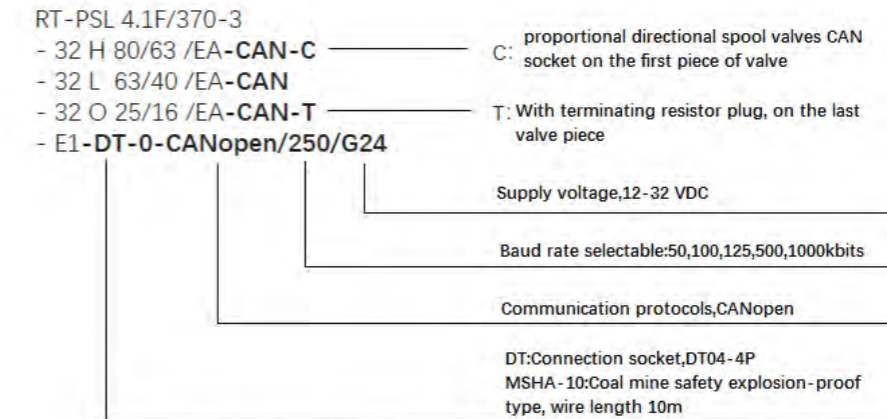 RT-PSL 4.1F/370-3
- 32 H 80/63 /EA-CAN-C
C: proportional directional spool valves CAN
socket on the first piece of valve
- 32 L 63/40 /EA-CAN
- 32 O 25/16 /EA-CAN-T
T: With terminating resistor plug, on the last
valve piece
- E1-DT-0-CANopen/250/G24
Supply voltage,12-32 VDC
Baud rate selectable:50,100,125,500,1000kbits
Communication protocols,CANopen
DT:Connection socket,DT04-4P
MSHA-10:Coal mine safety explosion-proof
type, wire length 10m